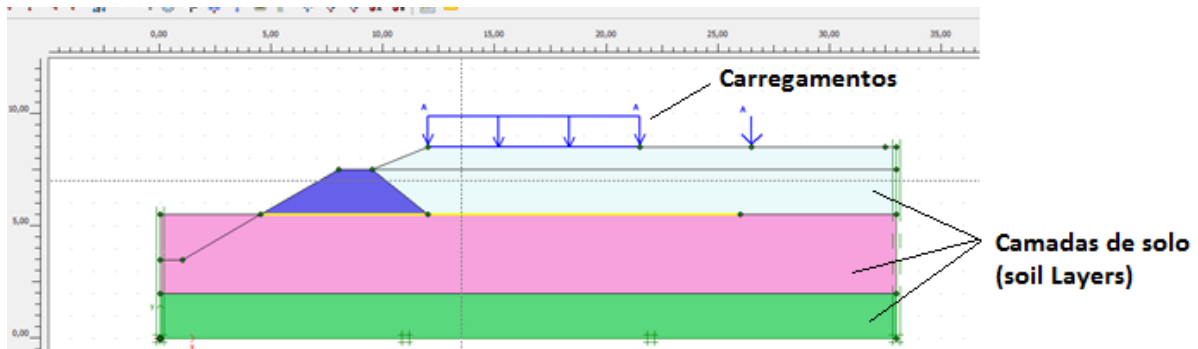 0,00 5,00 10,00 15,00 20,00 25,00 30,00 35,00
Carregamentos
10,00
A A A
5,00
Camadas de solo
(soil Layers)
0,00